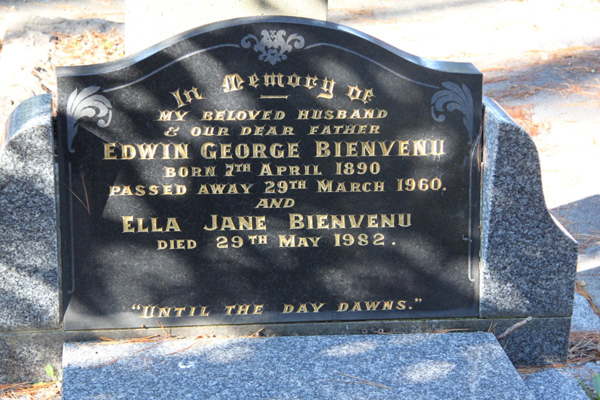 In Memory of
MY BELOVED HUSBAND
& OUR DEAR FATHER
EDWIN GEORGE BIENVENU
BORN 7TH APRIL 1890
PASSED AWAY 29TH MARCH 1960.
AND
ELLA JANE BIENVENU
DIED 29TH MAY 1982.
"UNTIL THE DAY DAWNS."